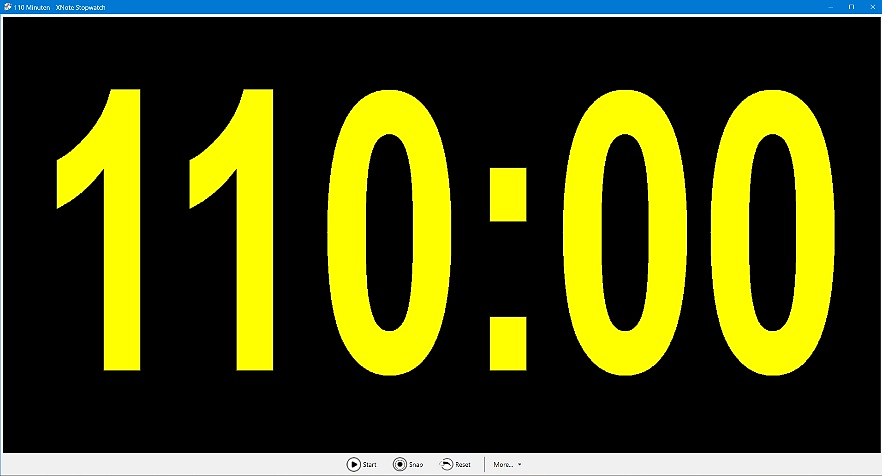 110 Minuten - XNote Stopwatch
110:00
Start Snap Reset More...